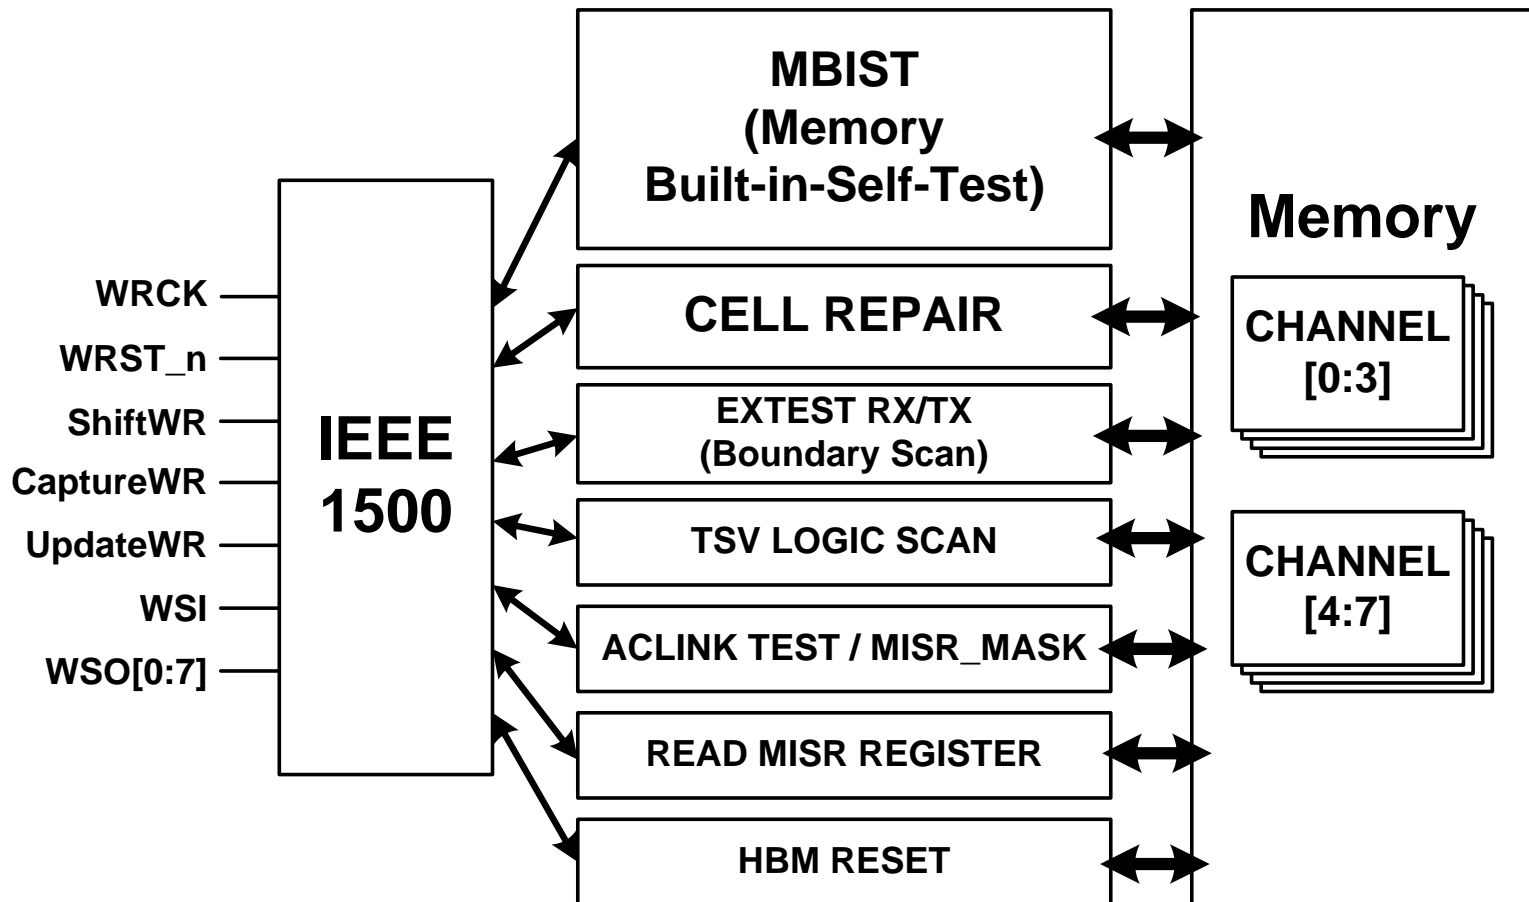 WRCK
WRST_n
ShiftWR
CaptureWR
UpdateWR
WSI
WSO[0:7]
IEEE
1500
MBIST
(Memory
Built-in-Self-Test)
CELL REPAIR
EXTEST RX/TX
(Boundary Scan)
TSV LOGIC SCAN
ACLINK TEST / MISR_MASK
READ MISR REGISTER
HBM RESET
Memory
CHANNEL
[0:3]
CHANNEL
[4:7]